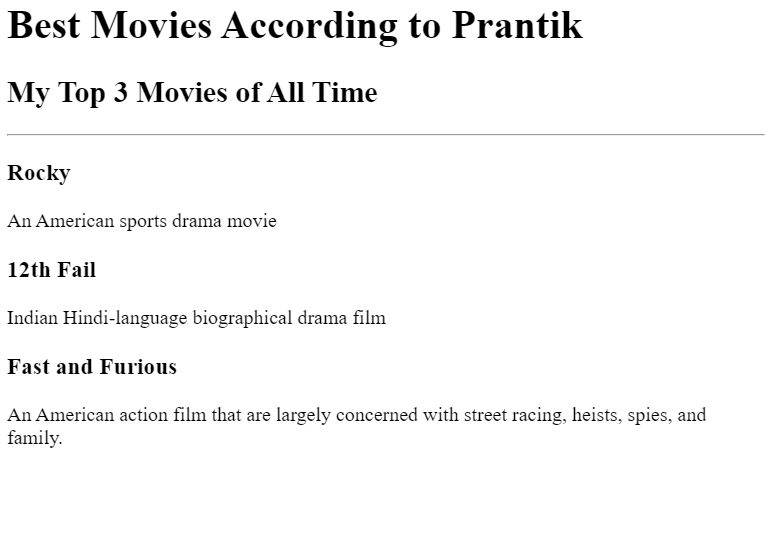 Best Movies According to Prantik
My Top 3 Movies of All Time
Rocky
An American sports drama movie
12th Fail
Indian Hindi-language biographical drama film
Fast and Furious
An American action film that are largely concerned with street racing, heists, spies, and
family.